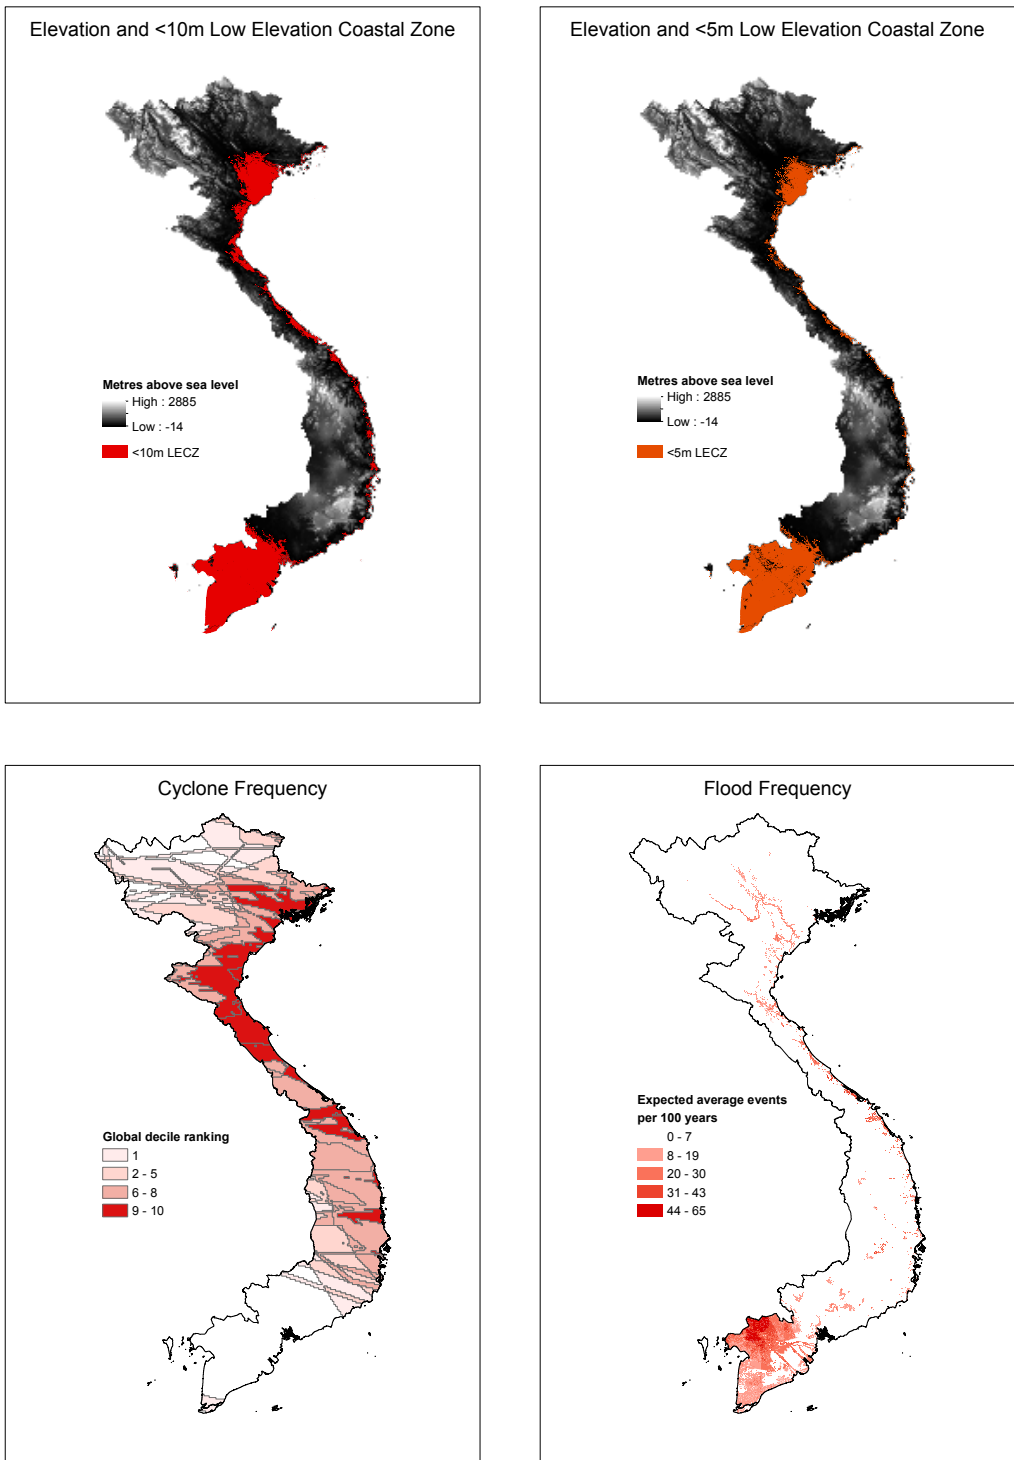 Elevation and <10m Low Elevation Coastal Zone
Metres above sea level
High : 2885
Low : -14
<10m LECZ
Elevation and <5m Low Elevation Coastal Zone
Metres above sea level
High : 2885
Low : -14
<5m LECZ
Cyclone Frequency
Global decile ranking
1
2 - 5
6 - 8
9 - 10
Flood Frequency
Expected average events
per 100 years
0 - 7
8 - 19
20 - 30
31 - 43
44 - 65